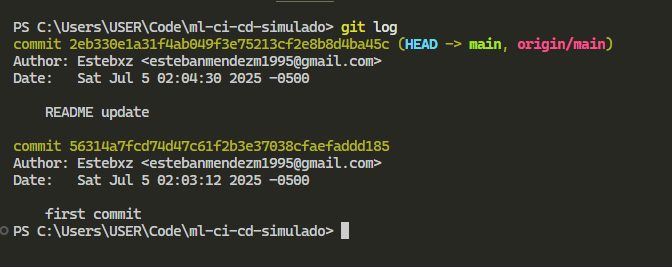 PS C:\Users\USER\Code\ml-ci-cd-simulado> git log
commit 2eb330e1a31f4ab049f3e75213cf2e8b8d4ba45c (HEAD -> main, origin/main)
Author: Estebxz <estebanmendezm1995@gmail.com>
Date:   Sat Jul 5 02:04:30 2025 -0500
    README update
commit 56314a7fcd74d47c61f2b3e37038cfaefaddd185
Author: Estebxz <estebanmendezm1995@gmail.com>
Date:   Sat Jul 5 02:03:12 2025 -0500
    first commit
PS C:\Users\USER\Code\ml-ci-cd-simulado>